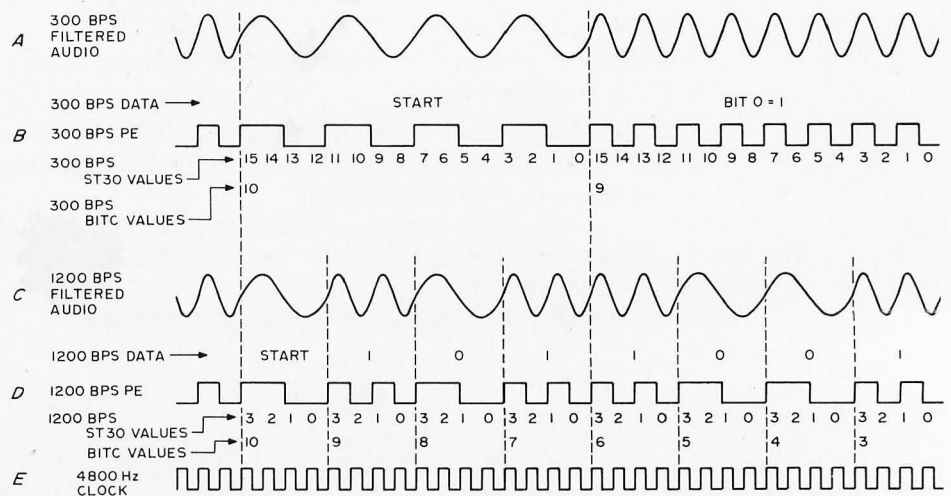 A 300 BPS
FILTERED
AUDIO
300 BPS DATA START BIT 0 = 1
B 300 BPS PE
300 BPS 15 14 13 12 11 10 9 8 7 6 5 4 3 2 1 0 15 14 13 12 11 10 9 8 7 6 5 4 3 2 1 0
ST30 VALUES
300 BPS 10 9
BITC VALUES
C 1200 BPS
FILTERED
AUDIO
1200 BPS DATA START 1 0 1 1 0 0 1
D 1200 BPS PE
1200 BPS 3 2 1 0 3 2 1 0 3 2 1 0 3 2 1 0 3 2 1 0 3 2 1 0 3 2 1 0 3 2 1 0
ST30 VALUES
BITC VALUES 10 9 8 7 6 5 4 3
E 4800 Hz
CLOCK